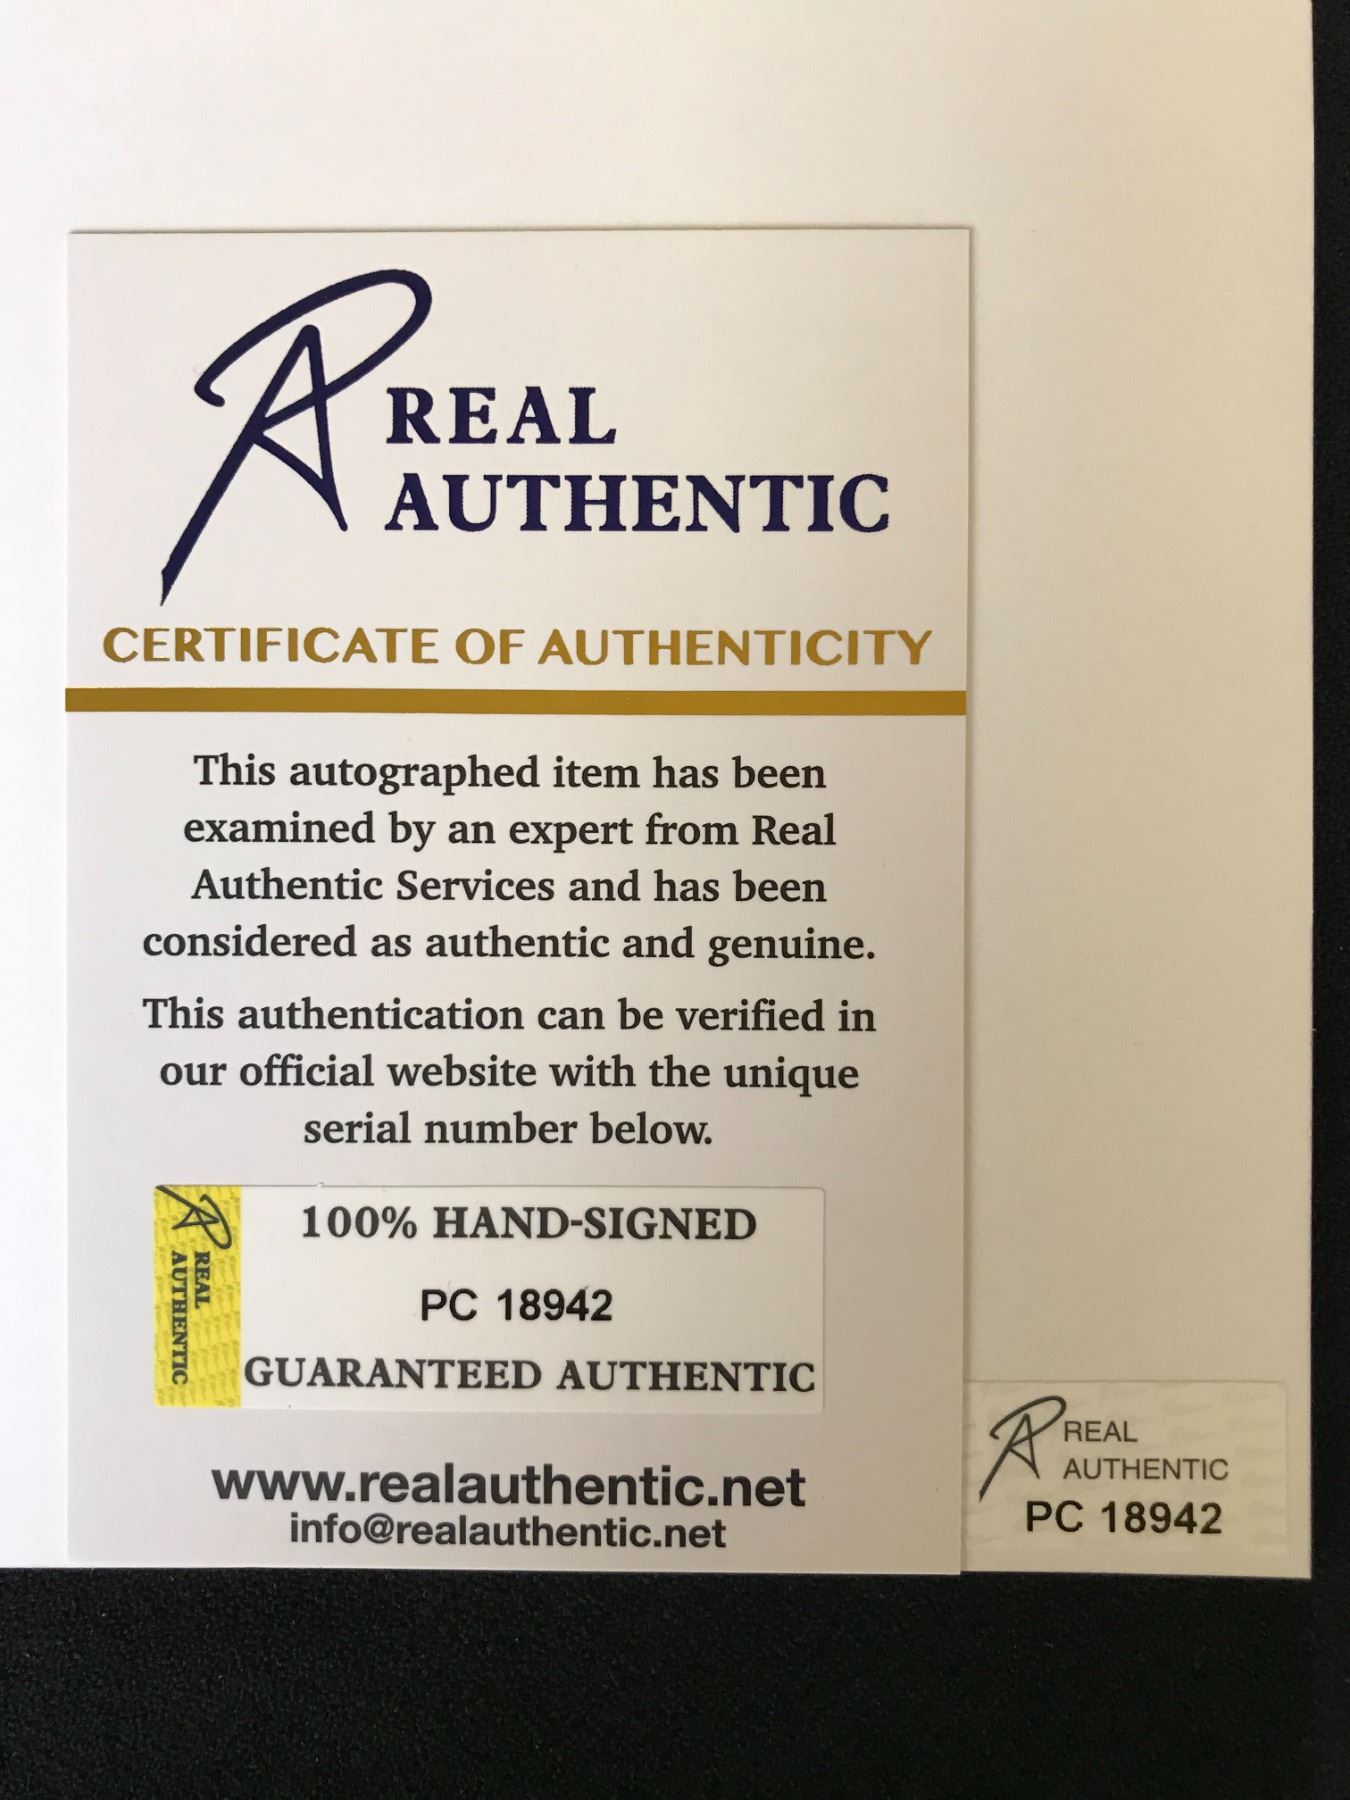 REAL
AUTHENTIC
CERTIFICATE OF AUTHENTICITY
This autographed item has been
examined by an expert from Real
Authentic Services and has been
considered as authentic and genuine.
This authentication can be verified in
our official website with the unique
serial number below.
REAL
AUTHENTIC
100% HAND-SIGNED
PC 18942
GUARANTEED AUTHENTIC
www.realauthentic.net
info@realauthentic.net
REAL
AUTHENTIC
PC 18942